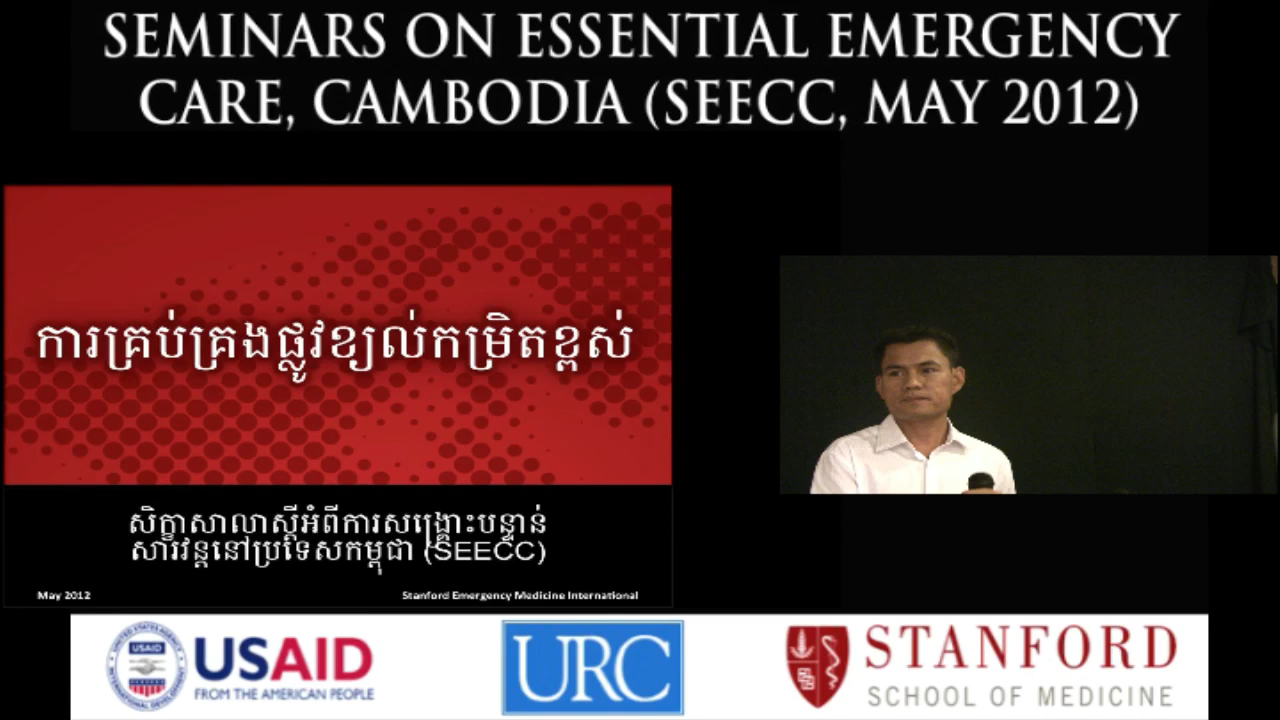 SEMINARS ON ESSENTIAL EMERGENCY
CARE, CAMBODIA (SEECC, MAY 2012)
ការគ្រប់គ្រងផ្លូវខ្យល់កម្រិតខ្ពស់
សិក្ខាសាលាស្តីអំពីការសង្គ្រោះបន្ទាន់
សារវន្តនៅប្រទេសកម្ពុជា (SEECC)
May 2012 Stanford Emergency Medicine International
USAID
FROM THE AMERICAN PEOPLE
URC
STANFORD
SCHOOL OF MEDICINE